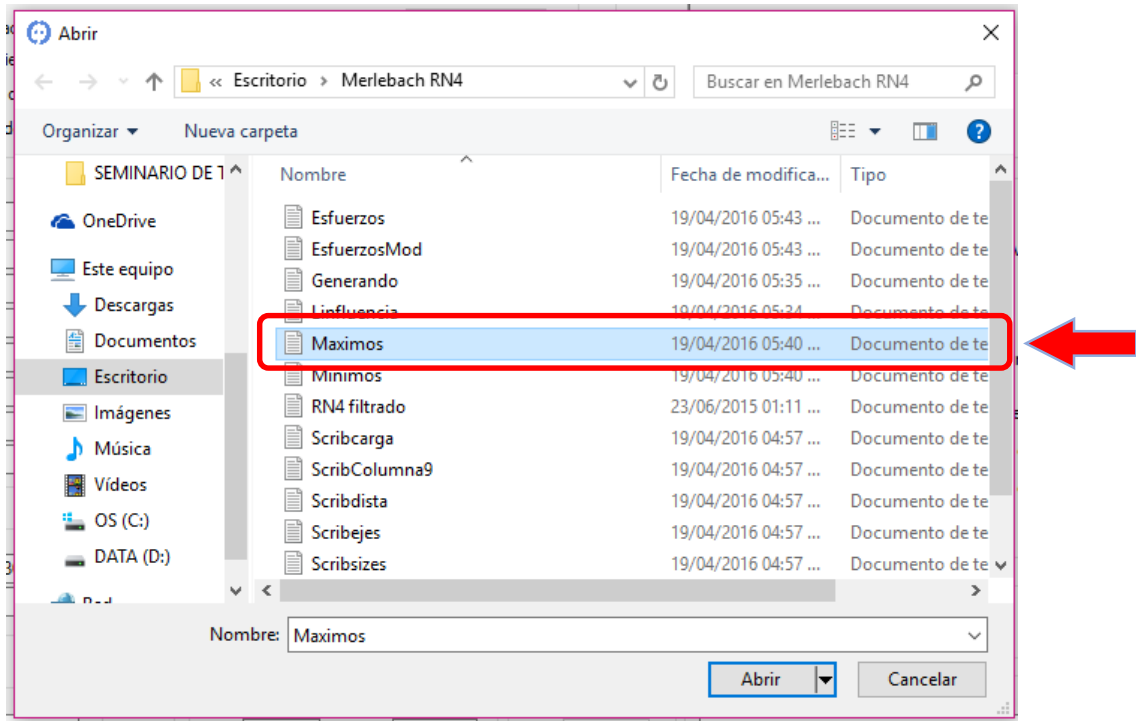 Abrir
« Escritorio > Merlebach RN4
Buscar en Merlebach RN4
Organizar Nueva carpeta
Nombre Fecha de modifica... Tipo
SEMINARIO DE T
OneDrive
Este equipo
Descargas
Documentos
Escritorio
Imágenes
Música
Vídeos
OS (C:)
DATA (D:)
Red
Esfuerzos 19/04/2016 05:43 ... Documento de te
EsfuerzosMod 19/04/2016 05:43 ... Documento de te
Generando 19/04/2016 05:35 ... Documento de te
Linfluencia 19/04/2016 05:34 ... Documento de te
Maximos 19/04/2016 05:40 ... Documento de te
Minimos 19/04/2016 05:40 ... Documento de te
RN4 filtrado 23/06/2015 01:11 ... Documento de te
Scribcarga 19/04/2016 04:57 ... Documento de te
ScribColumna9 19/04/2016 04:57 ... Documento de te
Scribdista 19/04/2016 04:57 ... Documento de te
Scribejes 19/04/2016 04:57 ... Documento de te
Scribsizes 19/04/2016 04:57 ... Documento de te
Nombre: Maximos
Abrir Cancelar